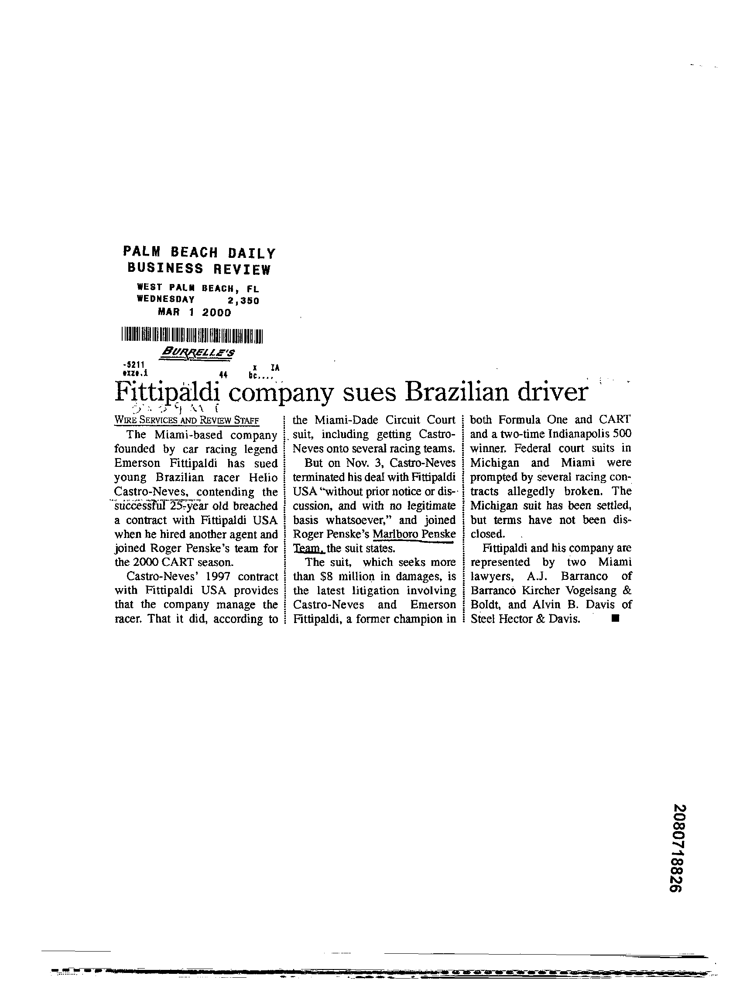 PALM BEACH DAILY
BUSINESS REVIEW
WEST PALM BEACH, FL
WEDNESDAY 2,350
MAR 1 2000
BURRELLE'S
-5211 x IA
44 bc....
Fittipaldi company sues Brazilian driver
WIRE SERVICES AND REVIEW STAFF
The Miami-based company
founded by car racing legend
Emerson Fittipaldi has sued
young Brazilian racer Helio
Castro-Neves, contending the
successful 25-year old breached
a contract with Fittipaldi USA
when he hired another agent and
joined Roger Penske's team for
the 2000 CART season.
Castro-Neves' 1997 contract
with Fittipaldi USA provides
that the company manage the
racer. That it did, according to
the Miami-Dade Circuit Court
suit, including getting Castro-
Neves onto several racing teams.
But on Nov. 3, Castro-Neves
terminated his deal with Fittipaldi
USA "without prior notice or dis-
cussion, and with no legitimate
basis whatsoever," and joined
Roger Penske's Marlboro Penske
Team, the suit states.
The suit, which seeks more
than $8 million in damages, is
the latest litigation involving
Castro-Neves and Emerson
Fittipaldi, a former champion in
both Formula One and CART
and a two-time Indianapolis 500
winner. Federal court suits in
Michigan and Miami were
prompted by several racing con-
tracts allegedly broken. The
Michigan suit has been settled,
but terms have not been dis-
closed.
Fittipaldi and his company are
represented by two Miami
lawyers, A.J. Barranco of
Barranco Kircher Vogelsang &
Boldt, and Alvin B. Davis of
Steel Hector & Davis.
2080718826